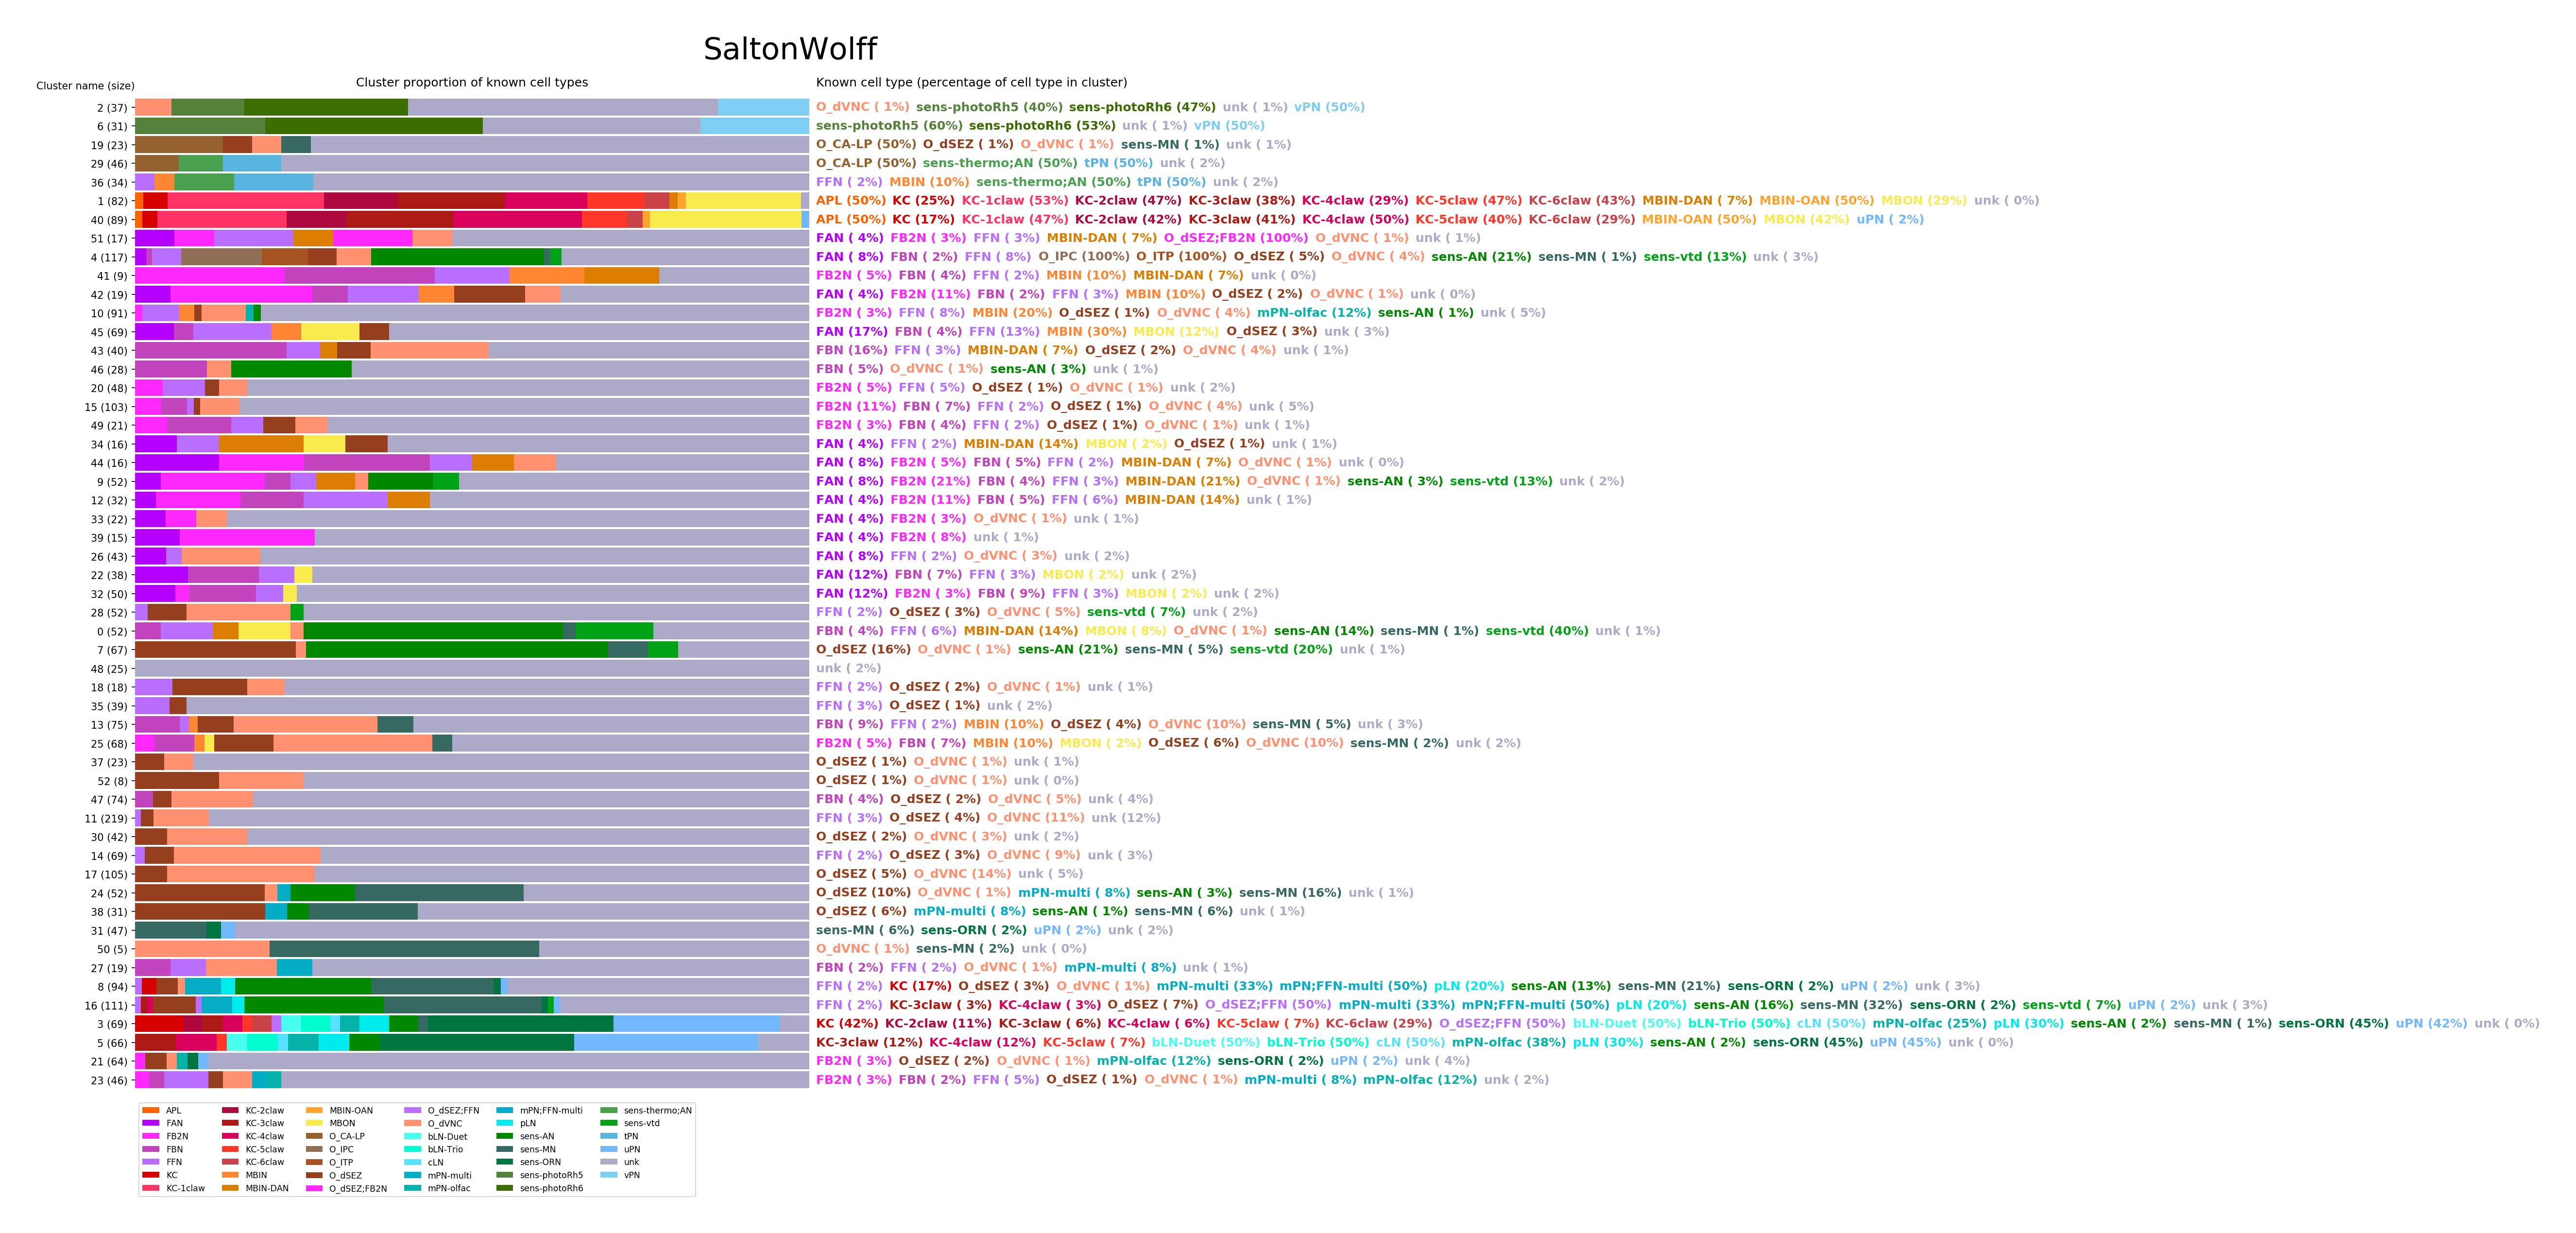 SaltonWolff
Cluster name (size) Cluster proportion of known cell types Known cell type (percentage of cell type in cluster)
2 (37) O_dVNC ( 1%) sens-photoRh5 (40%) sens-photoRh6 (47%) unk ( 1%) vPN (50%)
6 (31) sens-photoRh5 (60%) sens-photoRh6 (53%) unk ( 1%) vPN (50%)
19 (23) O_CA-LP (50%) O_dSEZ ( 1%) O_dVNC ( 1%) sens-MN ( 1%) unk ( 1%)
29 (46) O_CA-LP (50%) sens-thermo;AN (50%) tPN (50%) unk ( 2%)
36 (34) FFN ( 2%) MBIN (10%) sens-thermo;AN (50%) tPN (50%) unk ( 2%)
1 (82) APL (50%) KC (25%) KC-1claw (53%) KC-2claw (47%) KC-3claw (38%) KC-4claw (29%) KC-5claw (47%) KC-6claw (43%) MBIN-DAN ( 7%) MBIN-OAN (50%) MBON (29%) unk ( 0%)
40 (89) APL (50%) KC (17%) KC-1claw (47%) KC-2claw (42%) KC-3claw (41%) KC-4claw (50%) KC-5claw (40%) KC-6claw (29%) MBIN-OAN (50%) MBON (42%) uPN ( 2%)
51 (17) FAN ( 4%) FB2N ( 3%) FFN ( 3%) MBIN-DAN ( 7%) O_dSEZ;FB2N (100%) O_dVNC ( 1%) unk ( 1%)
4 (117) FAN ( 8%) FBN ( 2%) FFN ( 8%) O_IPC (100%) O_ITP (100%) O_dSEZ ( 5%) O_dVNC ( 4%) sens-AN (21%) sens-MN ( 1%) sens-vtd (13%) unk ( 3%)
41 (9) FB2N ( 5%) FBN ( 4%) FFN ( 2%) MBIN (10%) MBIN-DAN ( 7%) unk ( 0%)
42 (19) FAN ( 4%) FB2N (11%) FBN ( 2%) FFN ( 3%) MBIN (10%) O_dSEZ ( 2%) O_dVNC ( 1%) unk ( 0%)
10 (91) FB2N ( 3%) FFN ( 8%) MBIN (20%) O_dSEZ ( 1%) O_dVNC ( 4%) mPN-olfac (12%) sens-AN ( 1%) unk ( 5%)
45 (69) FAN (17%) FBN ( 4%) FFN (13%) MBIN (30%) MBON (12%) O_dSEZ ( 3%) unk ( 3%)
43 (40) FBN (16%) FFN ( 3%) MBIN-DAN ( 7%) O_dSEZ ( 2%) O_dVNC ( 4%) unk ( 1%)
46 (28) FBN ( 5%) O_dVNC ( 1%) sens-AN ( 3%) unk ( 1%)
20 (48) FB2N ( 5%) FFN ( 5%) O_dSEZ ( 1%) O_dVNC ( 1%) unk ( 2%)
15 (103) FB2N (11%) FBN ( 7%) FFN ( 2%) O_dSEZ ( 1%) O_dVNC ( 4%) unk ( 5%)
49 (21) FB2N ( 3%) FBN ( 4%) FFN ( 2%) O_dSEZ ( 1%) O_dVNC ( 1%) unk ( 1%)
34 (16) FAN ( 4%) FFN ( 2%) MBIN-DAN (14%) MBON ( 2%) O_dSEZ ( 1%) unk ( 1%)
44 (16) FAN ( 8%) FB2N ( 5%) FBN ( 5%) FFN ( 2%) MBIN-DAN ( 7%) O_dVNC ( 1%) unk ( 0%)
9 (52) FAN ( 8%) FB2N (21%) FBN ( 4%) FFN ( 3%) MBIN-DAN (21%) O_dVNC ( 1%) sens-AN ( 3%) sens-vtd (13%) unk ( 2%)
12 (32) FAN ( 4%) FB2N (11%) FBN ( 5%) FFN ( 6%) MBIN-DAN (14%) unk ( 1%)
33 (22) FAN ( 4%) FB2N ( 3%) O_dVNC ( 1%) unk ( 1%)
39 (15) FAN ( 4%) FB2N ( 8%) unk ( 1%)
26 (43) FAN ( 8%) FFN ( 2%) O_dVNC ( 3%) unk ( 2%)
22 (38) FAN (12%) FBN ( 7%) FFN ( 3%) MBON ( 2%) unk ( 2%)
32 (50) FAN (12%) FB2N ( 3%) FBN ( 9%) FFN ( 3%) MBON ( 2%) unk ( 2%)
28 (52) FFN ( 2%) O_dSEZ ( 3%) O_dVNC ( 5%) sens-vtd ( 7%) unk ( 2%)
0 (52) FBN ( 4%) FFN ( 6%) MBIN-DAN (14%) MBON ( 8%) O_dVNC ( 1%) sens-AN (14%) sens-MN ( 1%) sens-vtd (40%) unk ( 1%)
7 (67) O_dSEZ (16%) O_dVNC ( 1%) sens-AN (21%) sens-MN ( 5%) sens-vtd (20%) unk ( 1%)
48 (25) unk ( 2%)
18 (18) FFN ( 2%) O_dSEZ ( 2%) O_dVNC ( 1%) unk ( 1%)
35 (39) FFN ( 3%) O_dSEZ ( 1%) unk ( 2%)
13 (75) FBN ( 9%) FFN ( 2%) MBIN (10%) O_dSEZ ( 4%) O_dVNC (10%) sens-MN ( 5%) unk ( 3%)
25 (68) FB2N ( 5%) FBN ( 7%) MBIN (10%) MBON ( 2%) O_dSEZ ( 6%) O_dVNC (10%) sens-MN ( 2%) unk ( 2%)
37 (23) O_dSEZ ( 1%) O_dVNC ( 1%) unk ( 1%)
52 (8) O_dSEZ ( 1%) O_dVNC ( 1%) unk ( 0%)
47 (74) FBN ( 4%) O_dSEZ ( 2%) O_dVNC ( 5%) unk ( 4%)
11 (219) FFN ( 3%) O_dSEZ ( 4%) O_dVNC (11%) unk (12%)
30 (42) O_dSEZ ( 2%) O_dVNC ( 3%) unk ( 2%)
14 (69) FFN ( 2%) O_dSEZ ( 3%) O_dVNC ( 9%) unk ( 3%)
17 (105) O_dSEZ ( 5%) O_dVNC (14%) unk ( 5%)
24 (52) O_dSEZ (10%) O_dVNC ( 1%) mPN-multi ( 8%) sens-AN ( 3%) sens-MN (16%) unk ( 1%)
38 (31) O_dSEZ ( 6%) mPN-multi ( 8%) sens-AN ( 1%) sens-MN ( 6%) unk ( 1%)
31 (47) sens-MN ( 6%) sens-ORN ( 2%) uPN ( 2%) unk ( 2%)
50 (5) O_dVNC ( 1%) sens-MN ( 2%) unk ( 0%)
27 (19) FBN ( 2%) FFN ( 2%) O_dVNC ( 1%) mPN-multi ( 8%) unk ( 1%)
8 (94) FFN ( 2%) KC (17%) O_dSEZ ( 3%) O_dVNC ( 1%) mPN-multi (33%) mPN;FFN-multi (50%) pLN (20%) sens-AN (13%) sens-MN (21%) sens-ORN ( 2%) uPN ( 2%) unk ( 3%)
16 (111) FFN ( 2%) KC-3claw ( 3%) KC-4claw ( 3%) O_dSEZ ( 7%) O_dSEZ;FFN (50%) mPN-multi (33%) mPN;FFN-multi (50%) pLN (20%) sens-AN (16%) sens-MN (32%) sens-ORN ( 2%) sens-vtd ( 7%) uPN ( 2%) unk ( 3%)
3 (69) KC (42%) KC-2claw (11%) KC-3claw ( 6%) KC-4claw ( 6%) KC-5claw ( 7%) KC-6claw (29%) O_dSEZ;FFN (50%) bLN-Duet (50%) bLN-Trio (50%) cLN (50%) mPN-olfac (25%) pLN (30%) sens-AN ( 2%) sens-MN ( 1%) sens-ORN (45%) uPN (42%) unk ( 0%)
5 (66) KC-3claw (12%) KC-4claw (12%) KC-5claw ( 7%) bLN-Duet (50%) bLN-Trio (50%) cLN (50%) mPN-olfac (38%) pLN (30%) sens-AN ( 2%) sens-ORN (45%) uPN (45%) unk ( 0%)
21 (64) FB2N ( 3%) O_dSEZ ( 2%) O_dVNC ( 1%) mPN-olfac (12%) sens-ORN ( 2%) uPN ( 2%) unk ( 4%)
23 (46) FB2N ( 3%) FBN ( 2%) FFN ( 5%) O_dSEZ ( 1%) O_dVNC ( 1%) mPN-multi ( 8%) mPN-olfac (12%) unk ( 2%)
APL KC-2claw MBIN-OAN O_dSEZ;FFN mPN;FFN-multi sens-thermo;AN
FAN KC-3claw MBON O_dVNC pLN sens-vtd
FB2N KC-4claw O_CA-LP bLN-Duet sens-AN tPN
FBN KC-5claw O_IPC bLN-Trio sens-MN uPN
FFN KC-6claw O_ITP cLN sens-ORN unk
KC MBIN O_dSEZ mPN-multi sens-photoRh5 vPN
KC-1claw MBIN-DAN O_dSEZ;FB2N mPN-olfac sens-photoRh6